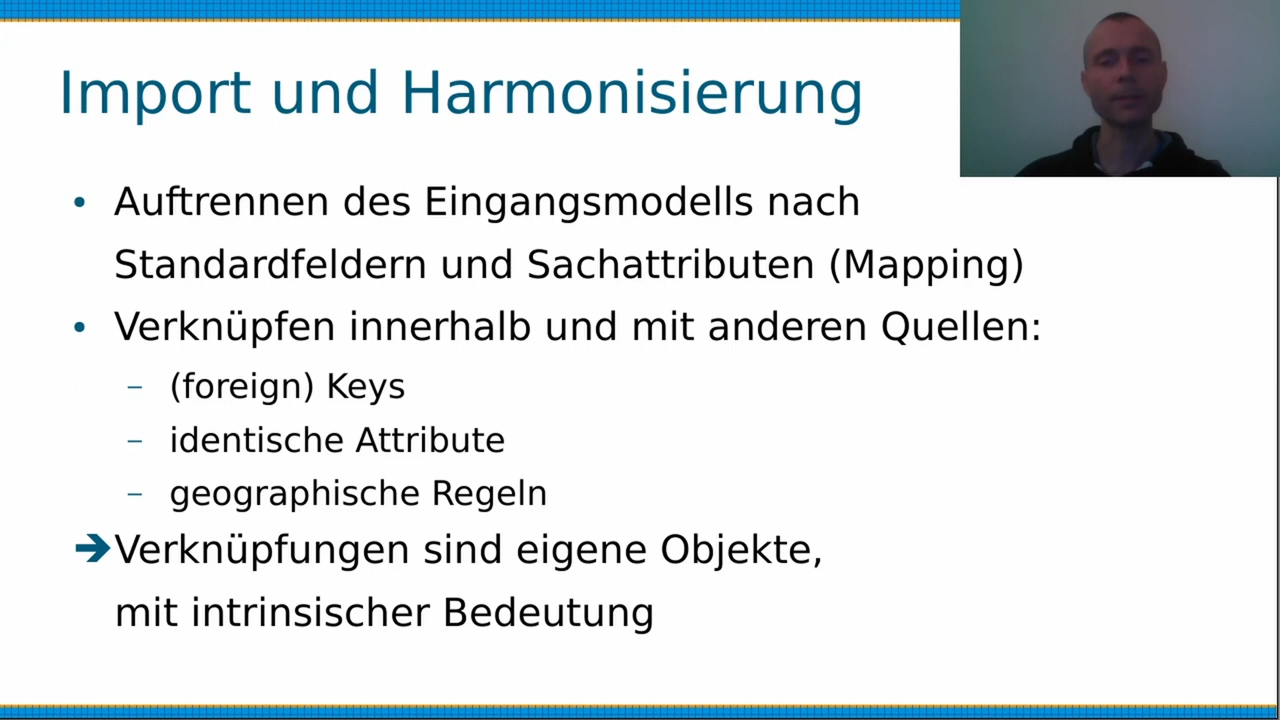 Import und Harmonisierung
• Auftrennen des Eingangsmodells nach
Standardfeldern und Sachattributen (Mapping)
• Verknüpfen innerhalb und mit anderen Quellen:
– (foreign) Keys
– identische Attribute
– geographische Regeln
➔ Verknüpfungen sind eigene Objekte,
mit intrinsischer Bedeutung